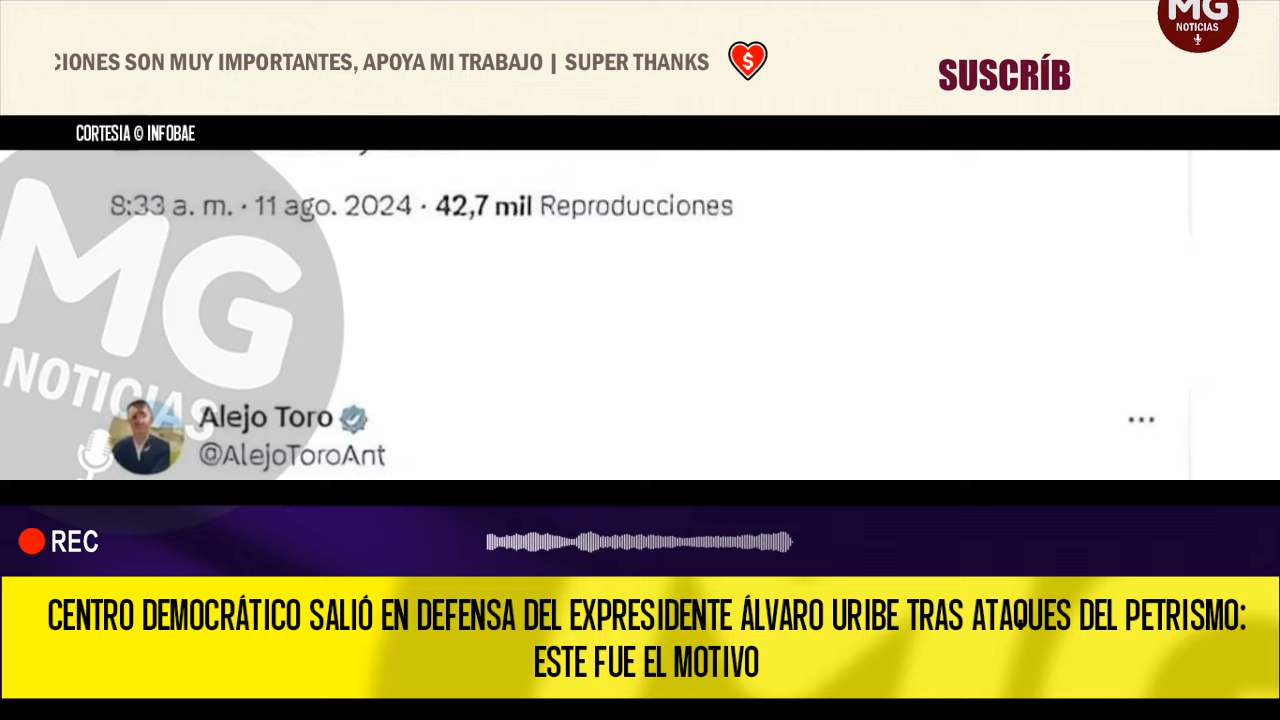 MG
NOTICIAS
CIONES SON MUY IMPORTANTES, APOYA MI TRABAJO | SUPER THANKS
$
SUSCRÍB
CORTESIA © INFOBAE
8:33 a. m. · 11 ago. 2024 · 42,7 mil Reproducciones
MG
NOTICIAS
Alejo Toro
@AlejoToroAnt
REC
CENTRO DEMOCRÁTICO SALIÓ EN DEFENSA DEL EXPRESIDENTE ÁLVARO URIBE TRAS ATAQUES DEL PETRISMO:
ESTE FUE EL MOTIVO